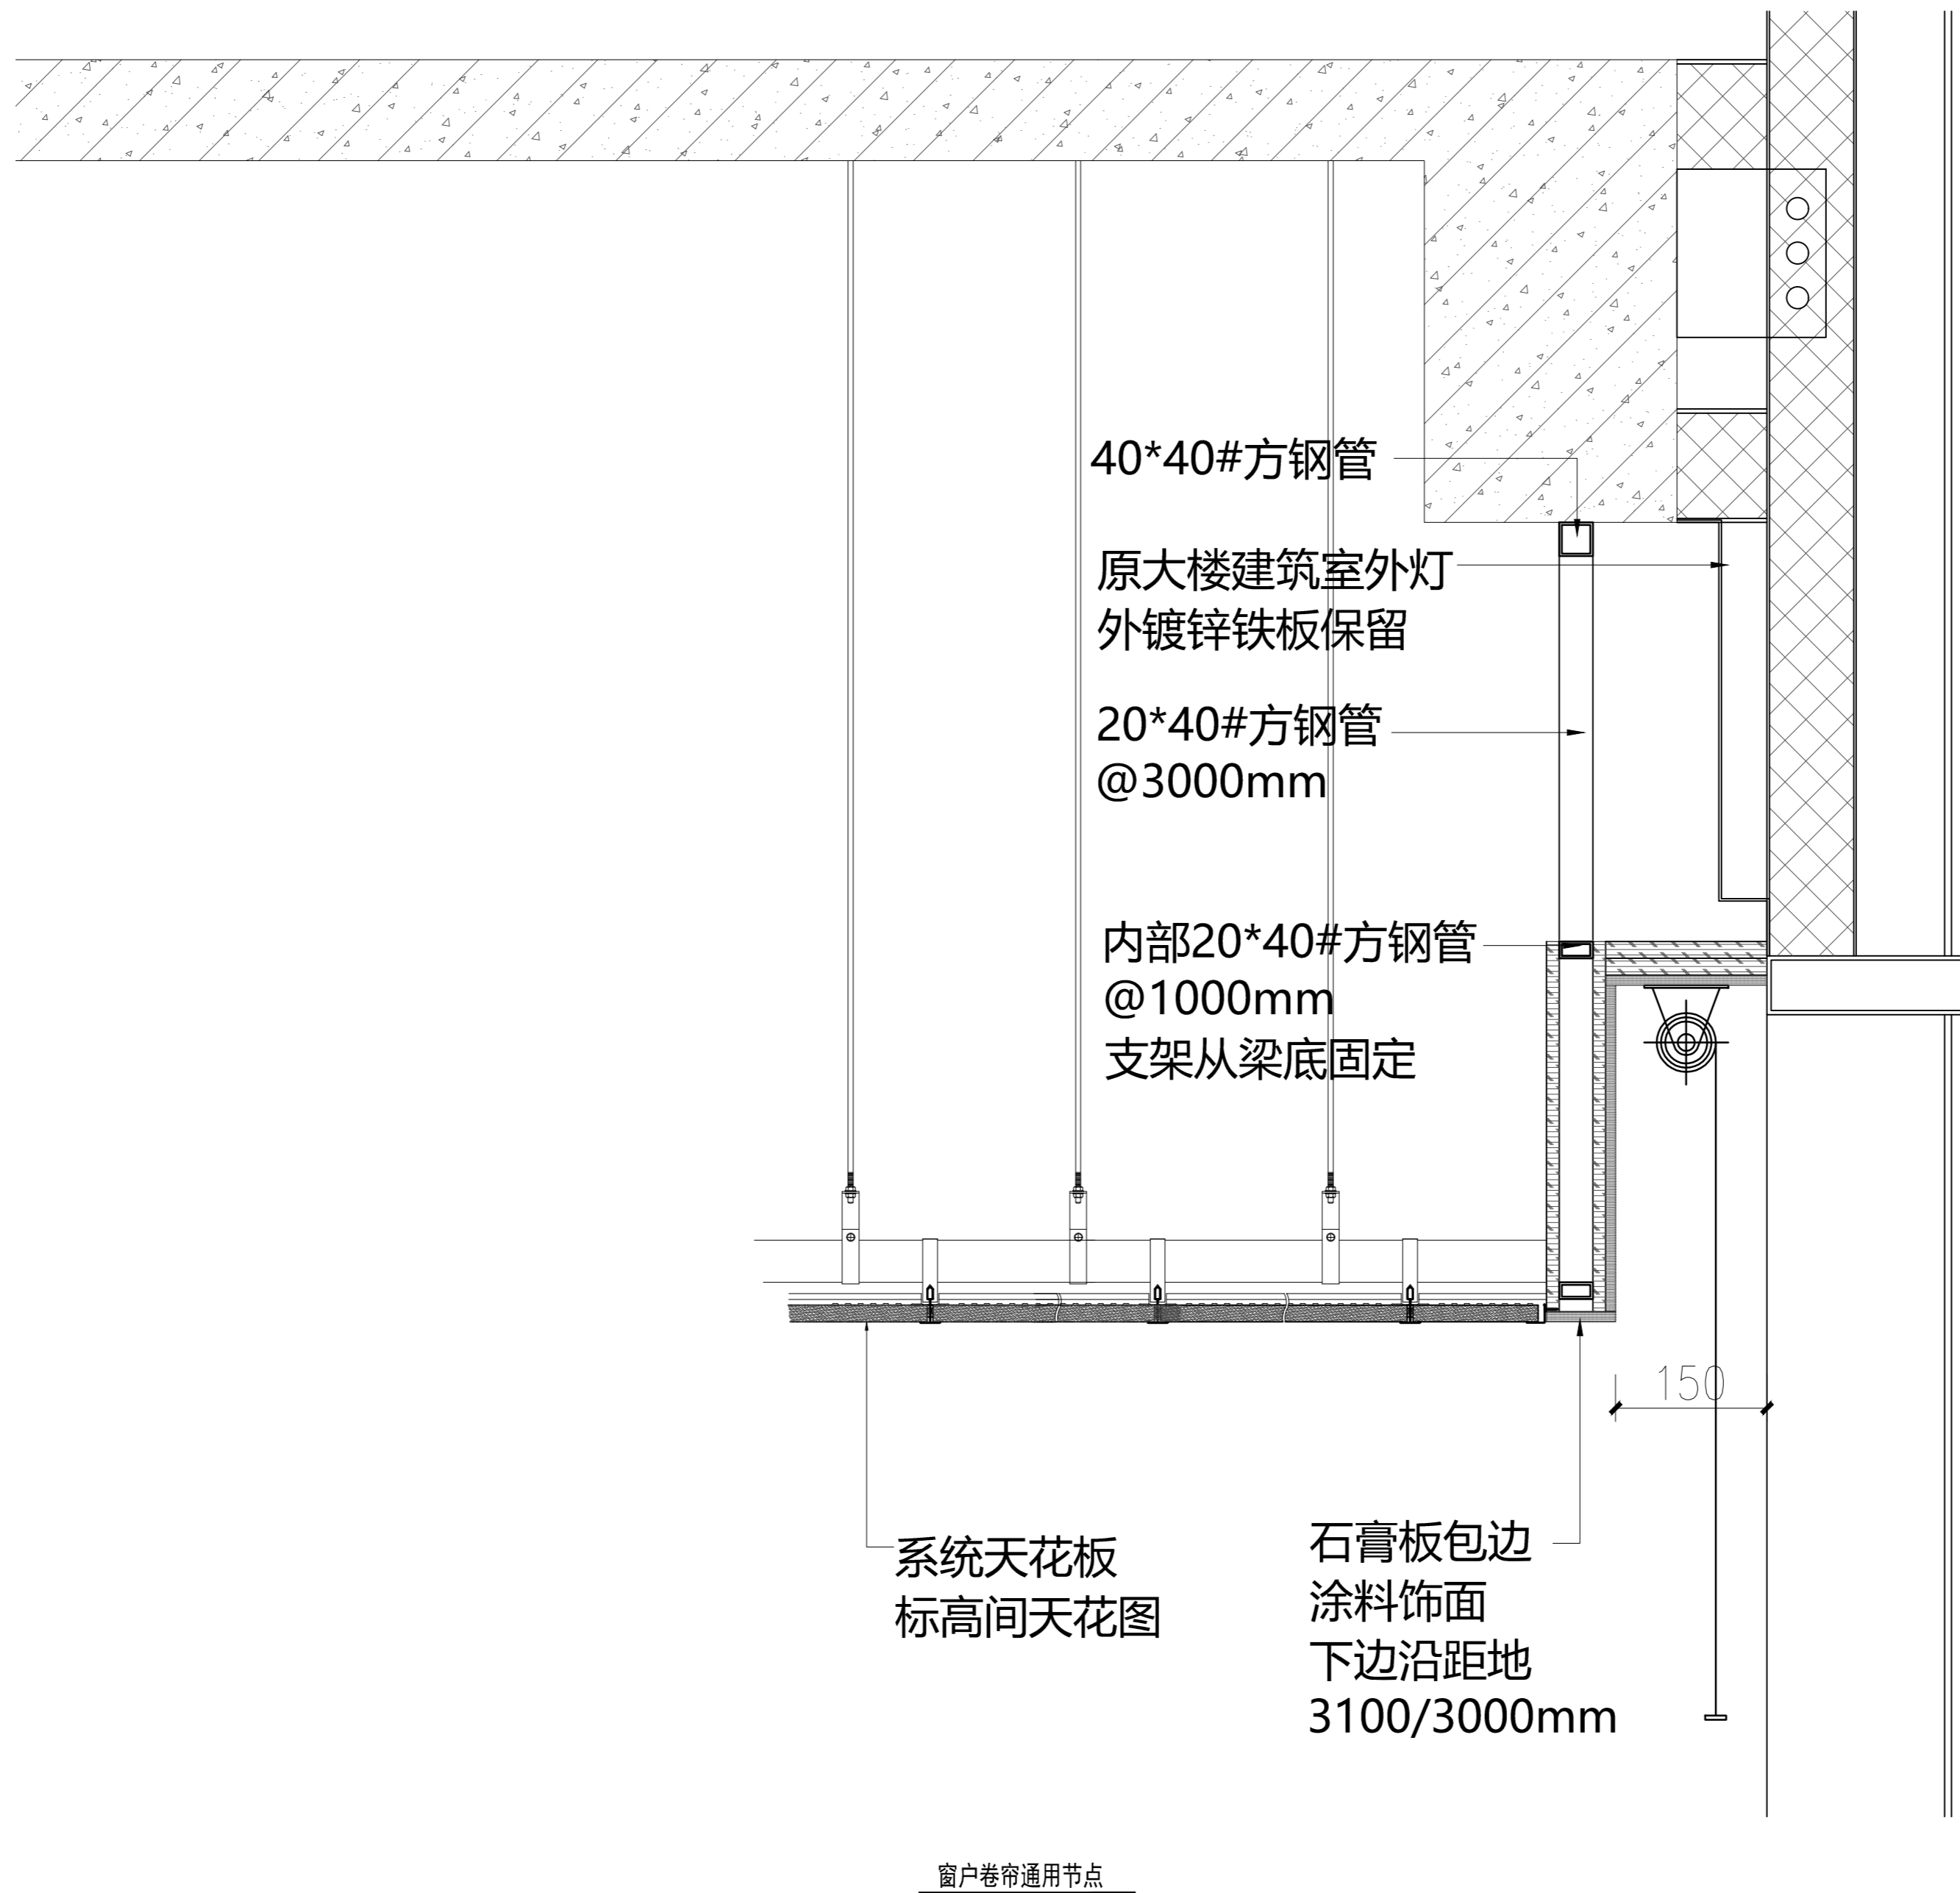 40*40#方钢管
原大楼建筑室外灯
外镀锌铁板保留
20*40#方钢管
@3000mm
内部20*40#方钢管
@1000mm
支架从梁底固定
150
系统天花板
标高间天花图
石膏板包边
涂料饰面
下边沿距地
3100/3000mm
窗户卷帘通用节点